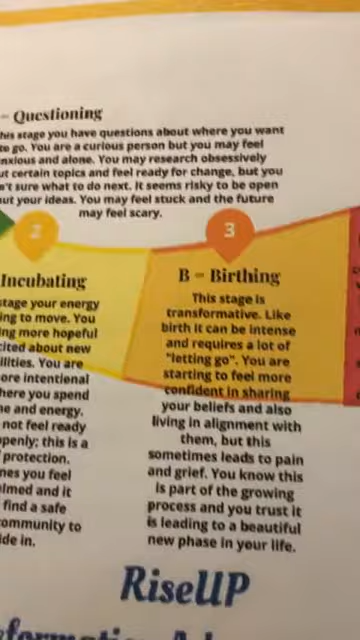 – Questioning
his stage you have questions about where you want
to go. You are a curious person but you may feel
nxious and alone. You may research obsessively
ut certain topics and feel ready for change, but you
n't sure what to do next. It seems risky to be open
out your ideas. You may feel stuck and the future
may feel scary.
2
Incubating
stage your energy
ing to move. You
ng more hopeful
cited about new
ilities. You are
ore intentional
here you spend
me and energy.
not feel ready
openly; this is a
protection.
mes you feel
lmed and it
find a safe
ommunity to
ide in.
3
B – Birthing
This stage is
transformative. Like
birth it can be intense
and requires a lot of
"letting go". You are
starting to feel more
confident in sharing
your beliefs and also
living in alignment with
them, but this
sometimes leads to pain
and grief. You know this
is part of the growing
process and you trust it
is leading to a beautiful
new phase in your life.
RiseUP